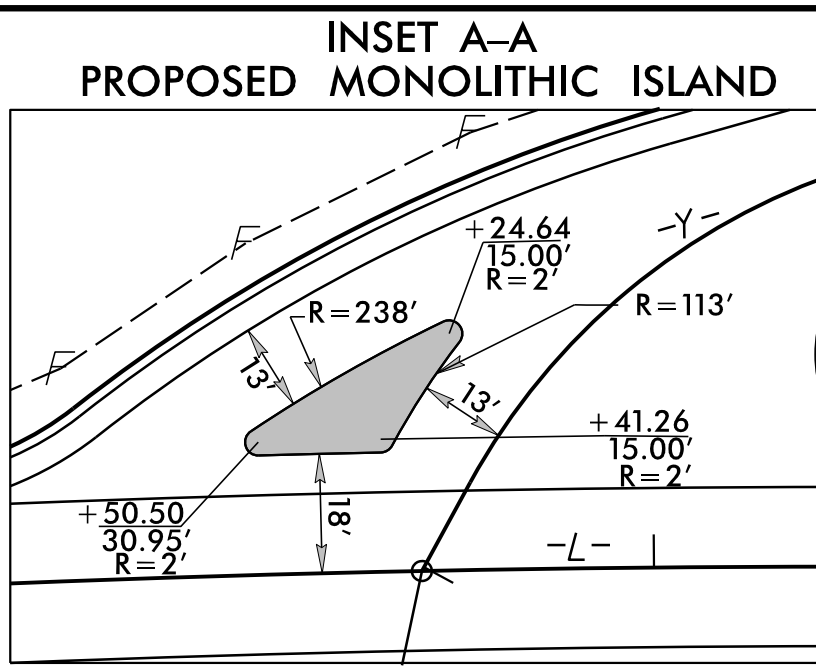 INSET A–A
PROPOSED MONOLITHIC ISLAND
F
F
F
+24.64
15.00'
R=2'
-Y-
R=238'
R=113'
13'
13'
+41.26
15.00'
R=2'
+50.50
30.95'
R=2'
18'
-L-